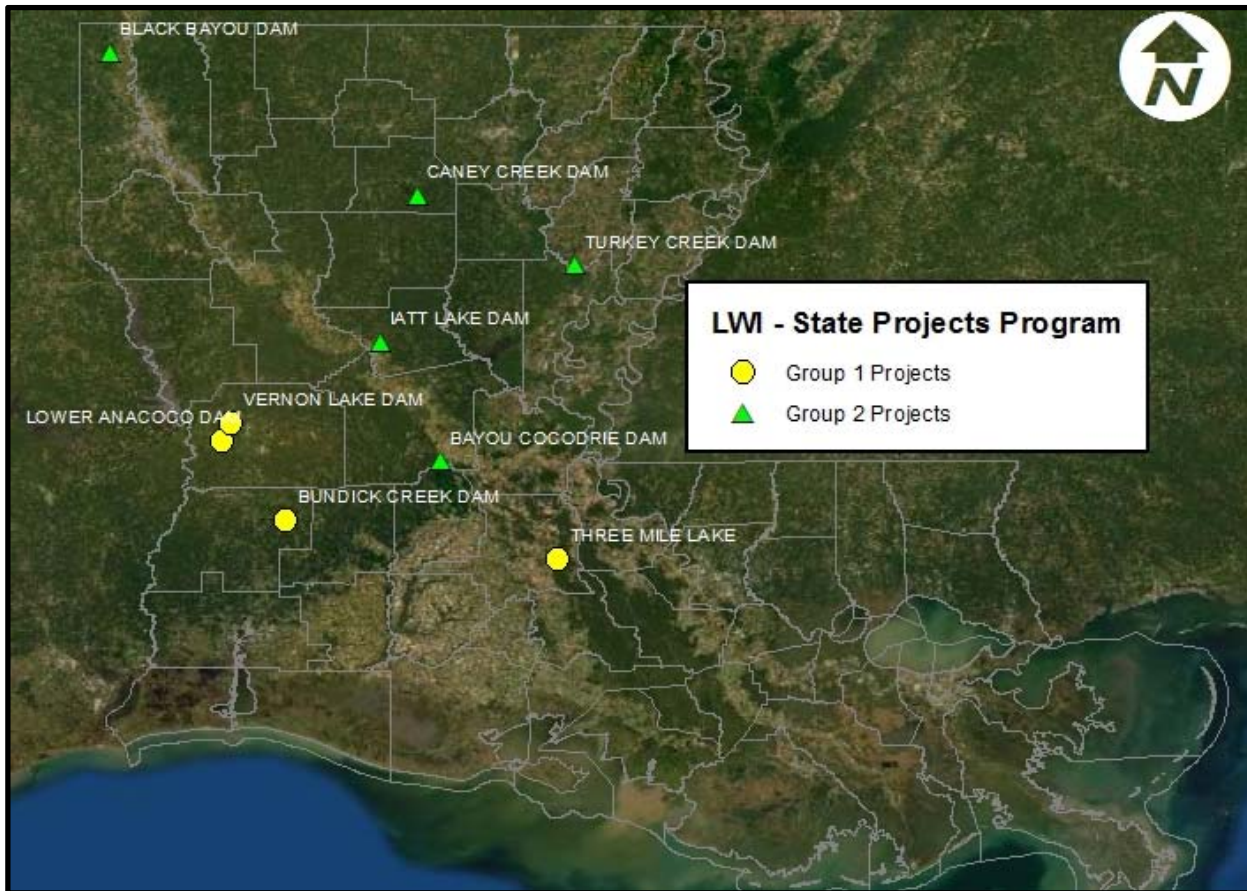 BLACK BAYOU DAM
N
CANEY CREEK DAM
TURKEY CREEK DAM
IATT LAKE DAM
LWI - State Projects Program
Group 1 Projects
Group 2 Projects
VERNON LAKE DAM
LOWER ANACOCO DAM
BAYOU COCODRIE DAM
BUNDICK CREEK DAM
THREE MILE LAKE